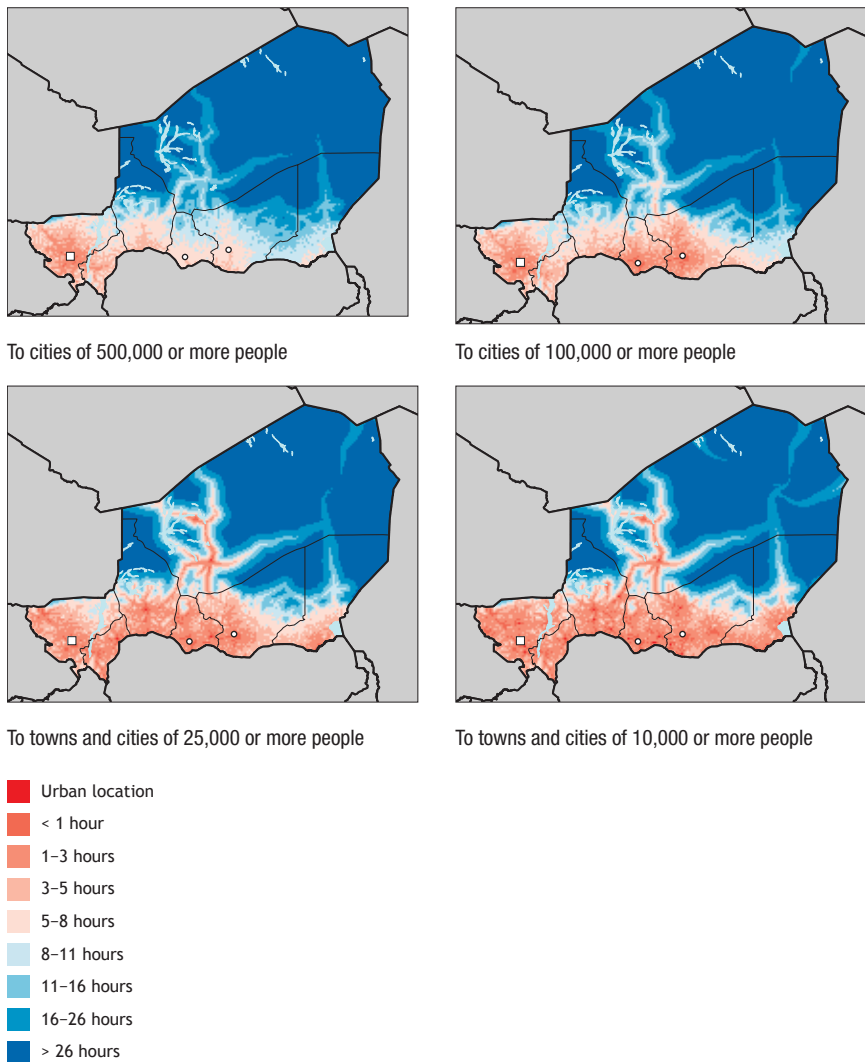 To cities of 500,000 or more people
To cities of 100,000 or more people
To towns and cities of 25,000 or more people
To towns and cities of 10,000 or more people
Urban location
< 1 hour
1–3 hours
3–5 hours
5–8 hours
8–11 hours
11–16 hours
16–26 hours
> 26 hours